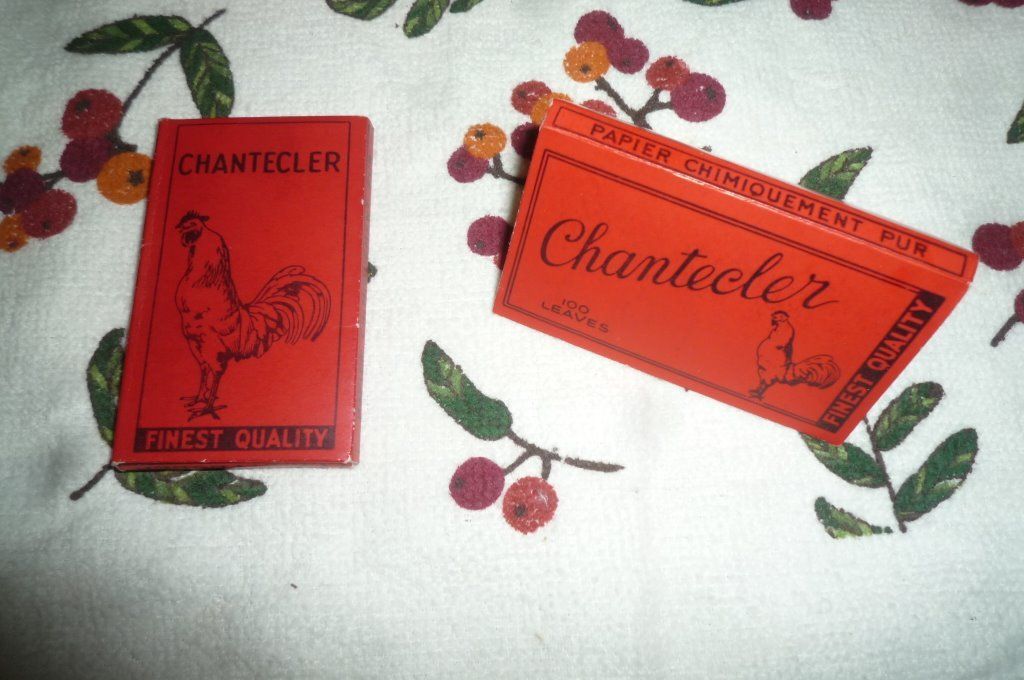 CHANTECLER
FINEST QUALITY
PAPIER CHIMIQUEMENT PUR
Chantecler
100
LEAVES
FINEST QUALITY